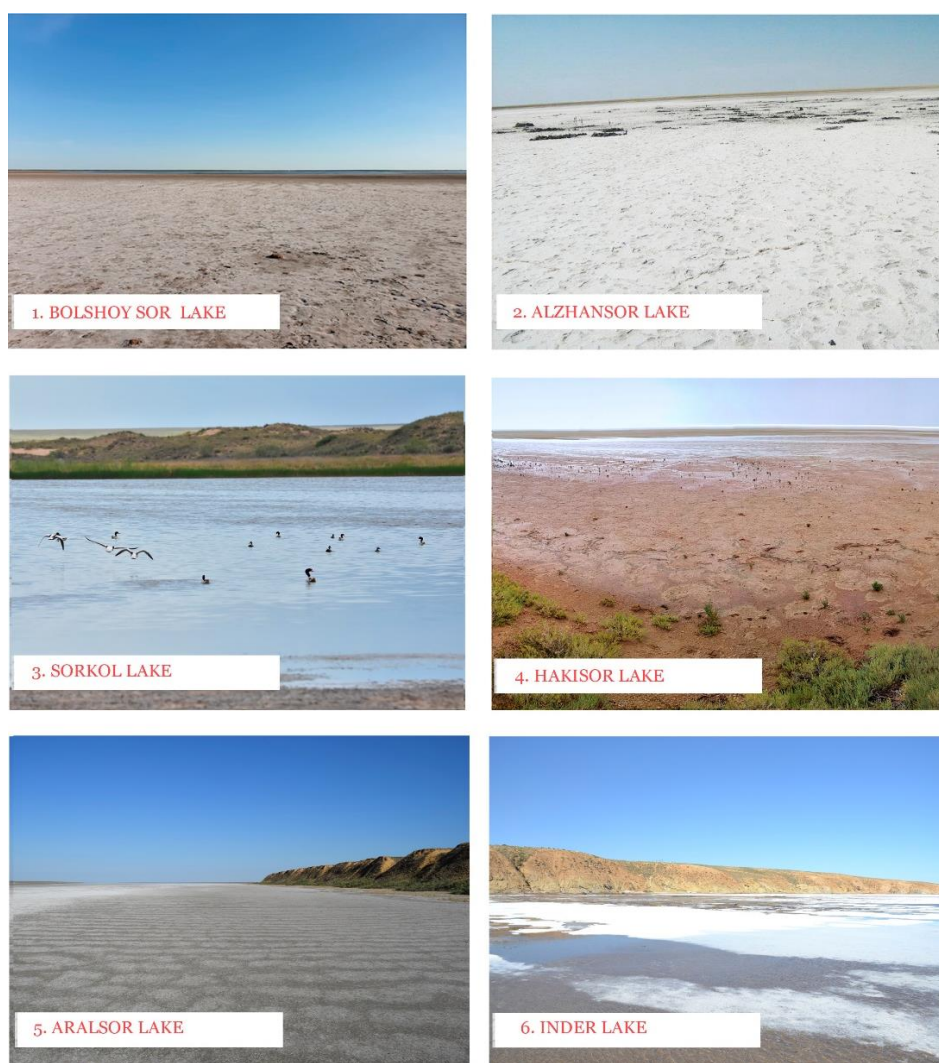 1. BOLSHOY SOR LAKE
2. ALZHANSOR LAKE
3. SORKOL LAKE
4. HAKISOR LAKE
5. ARALSOR LAKE
6. INDER LAKE